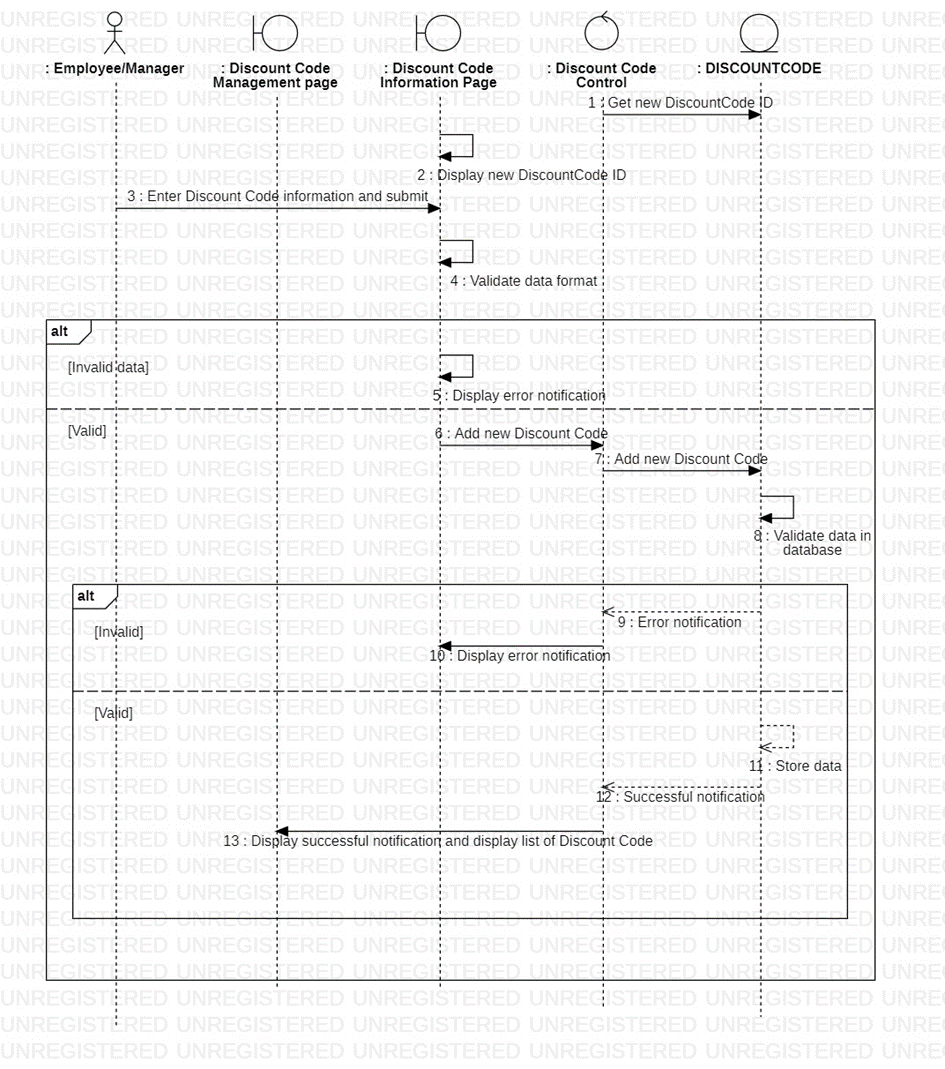 : Employee/Manager
: Discount Code
Management page
: Discount Code
Information Page
: Discount Code
Control
: DISCOUNTCODE
1 : Get new DiscountCode ID
2 : Display new DiscountCode ID
3 : Enter Discount Code information and submit
4 : Validate data format
alt
[Invalid data]
5 : Display error notification
[Valid]
6 : Add new Discount Code
7 : Add new Discount Code
8 : Validate data in
database
alt
9 : Error notification
[Invalid]
10 : Display error notification
[Valid]
11 : Store data
12 : Successful notification
13 : Display successful notification and display list of Discount Code
UNREGISTERED